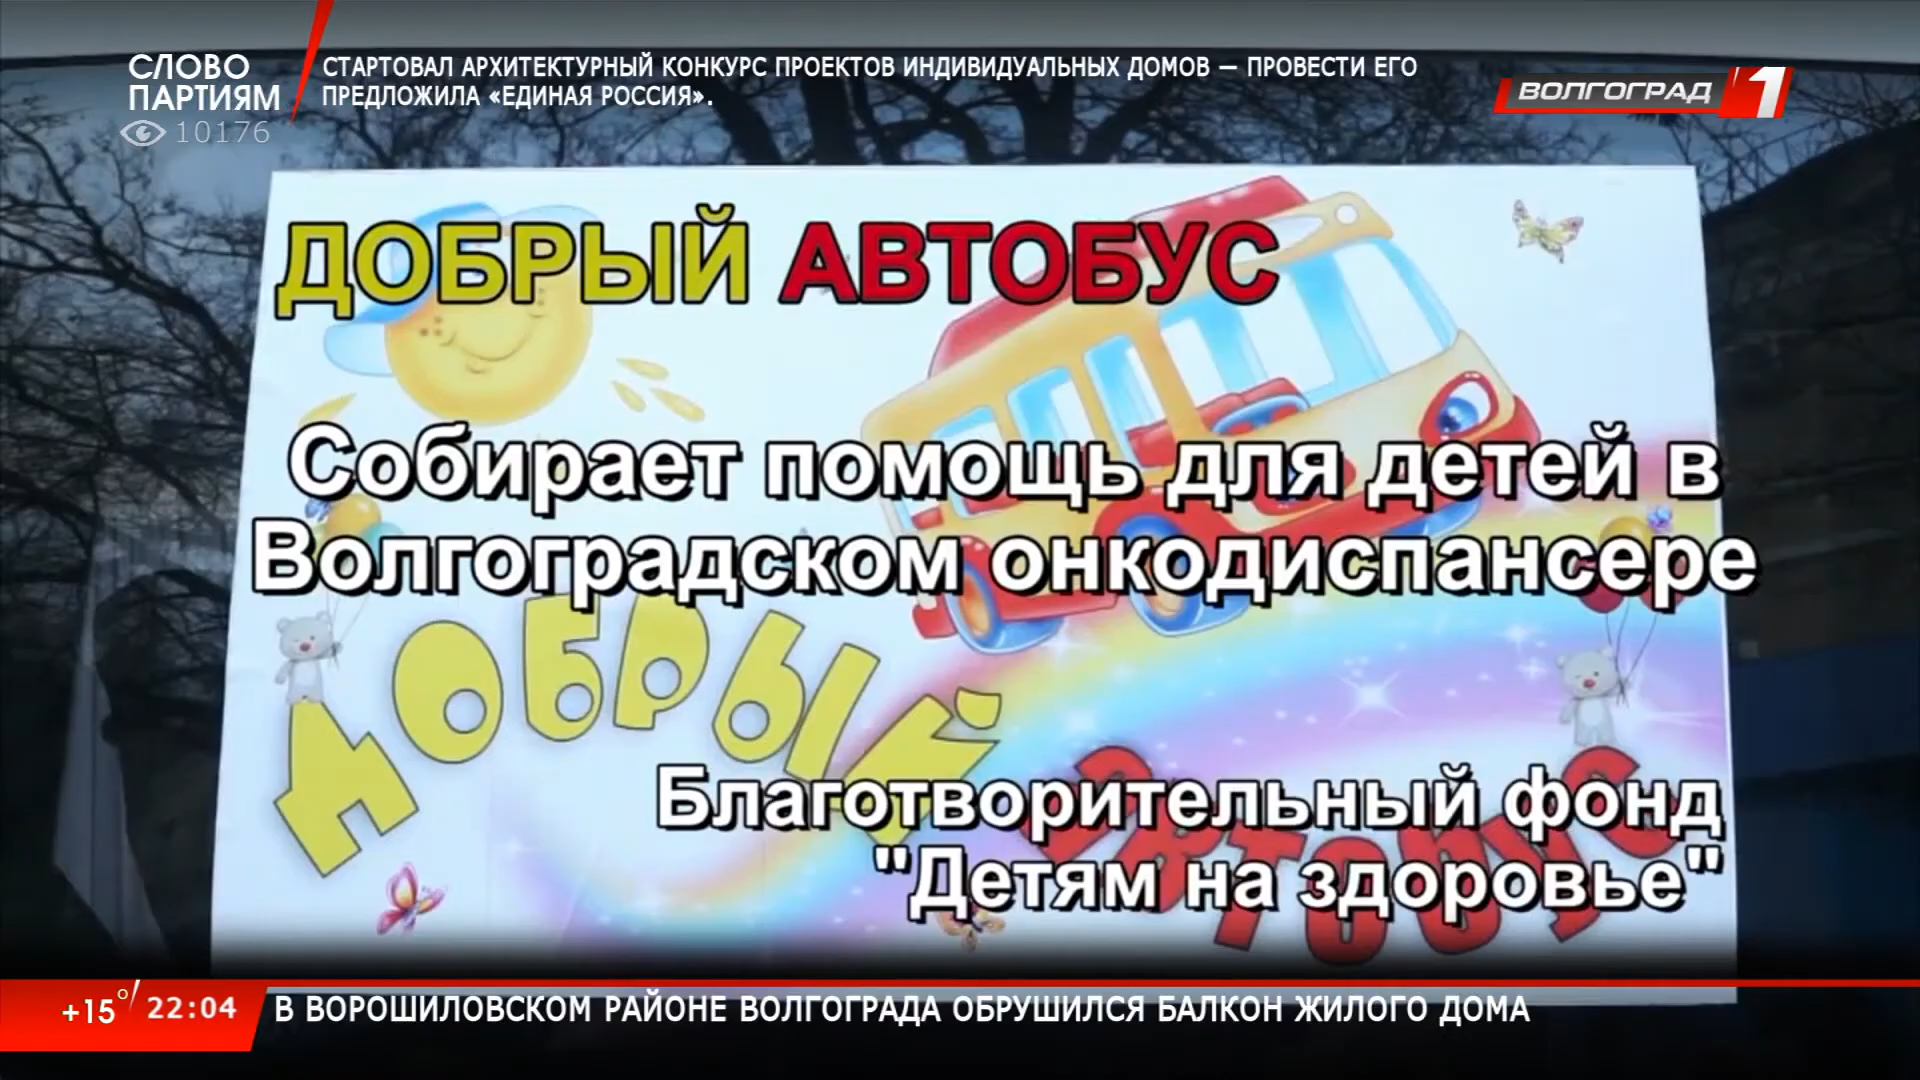 СЛОВО
ПАРТИЯМ
10176
СТАРТОВАЛ АРХИТЕКТУРНЫЙ КОНКУРС ПРОЕКТОВ ИНДИВИДУАЛЬНЫХ ДОМОВ — ПРОВЕСТИ ЕГО
ПРЕДЛОЖИЛА «ЕДИНАЯ РОССИЯ».
ВОЛГОГРАД 1
ДОБРЫЙ АВТОБУС
Собирает помощь для детей в
Волгоградском онкодиспансере
ДОБРЫЙ
АВТОБУС
Благотворительный фонд
"Детям на здоровье"
+15° 22:04
В ВОРОШИЛОВСКОМ РАЙОНЕ ВОЛГОГРАДА ОБРУШИЛСЯ БАЛКОН ЖИЛОГО ДОМА